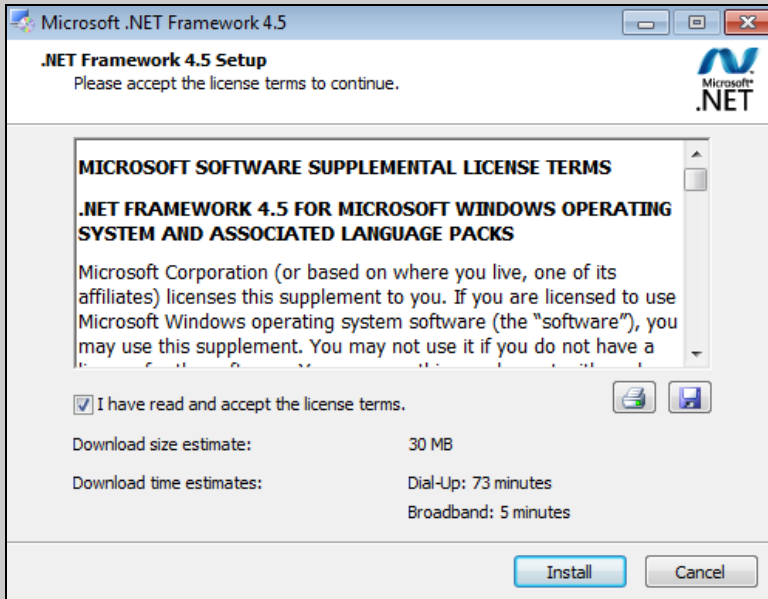 Microsoft .NET Framework 4.5
.NET Framework 4.5 Setup
Please accept the license terms to continue.
Microsoft®
.NET
MICROSOFT SOFTWARE SUPPLEMENTAL LICENSE TERMS
.NET FRAMEWORK 4.5 FOR MICROSOFT WINDOWS OPERATING
SYSTEM AND ASSOCIATED LANGUAGE PACKS
Microsoft Corporation (or based on where you live, one of its
affiliates) licenses this supplement to you. If you are licensed to use
Microsoft Windows operating system software (the “software”), you
may use this supplement. You may not use it if you do not have a
I have read and accept the license terms.
Download size estimate: 30 MB
Download time estimates: Dial-Up: 73 minutes
Broadband: 5 minutes
Install Cancel